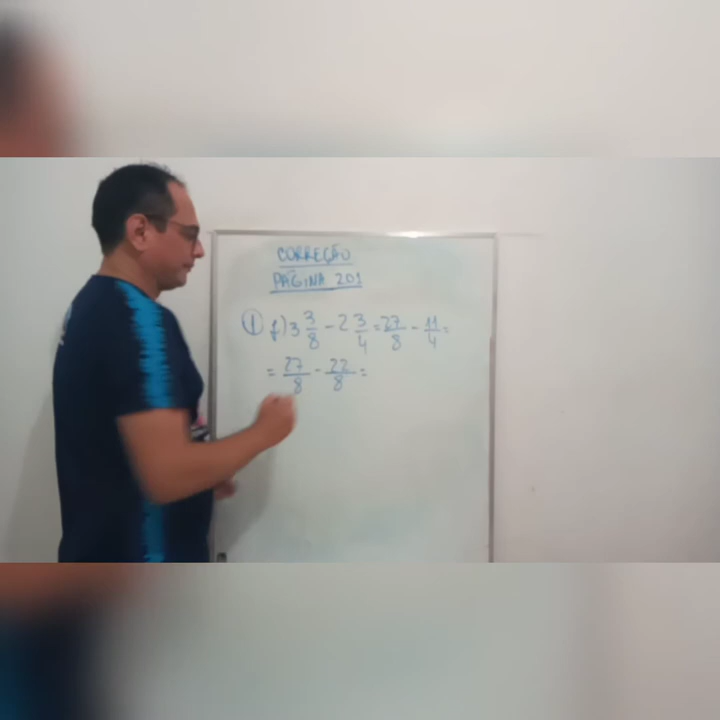 CORREÇÃO
PÁGINA 201
① f) 3 3/8 - 2 3/4 = 27/8 - 11/4 =
= 27/8 - 22/8 =